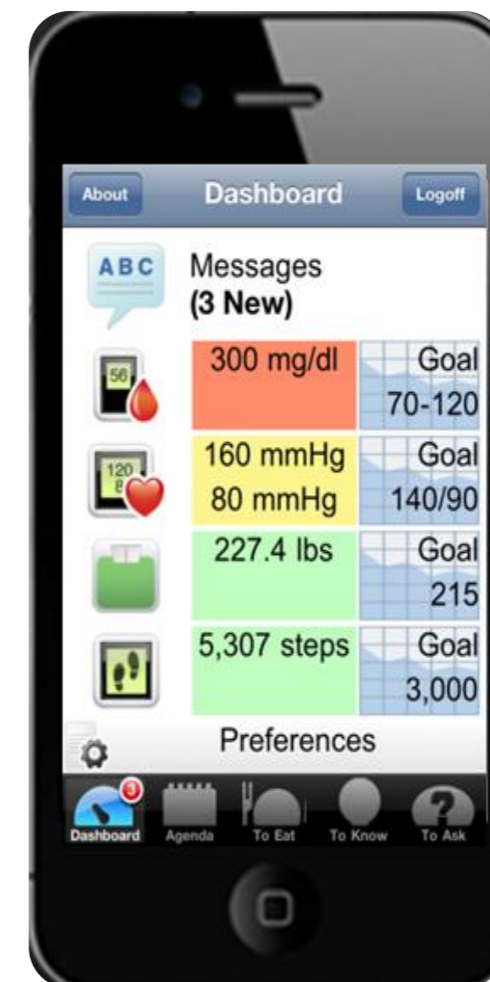 About
Dashboard
Logoff
ABC
Messages
(3 New)
56
300 mg/dl
Goal
70-120
120
8
160 mmHg
80 mmHg
Goal
140/90
227.4 lbs
Goal
215
5,307 steps
Goal
3,000
Preferences
3
Dashboard
Agenda
To Eat
To Know
?
To Ask